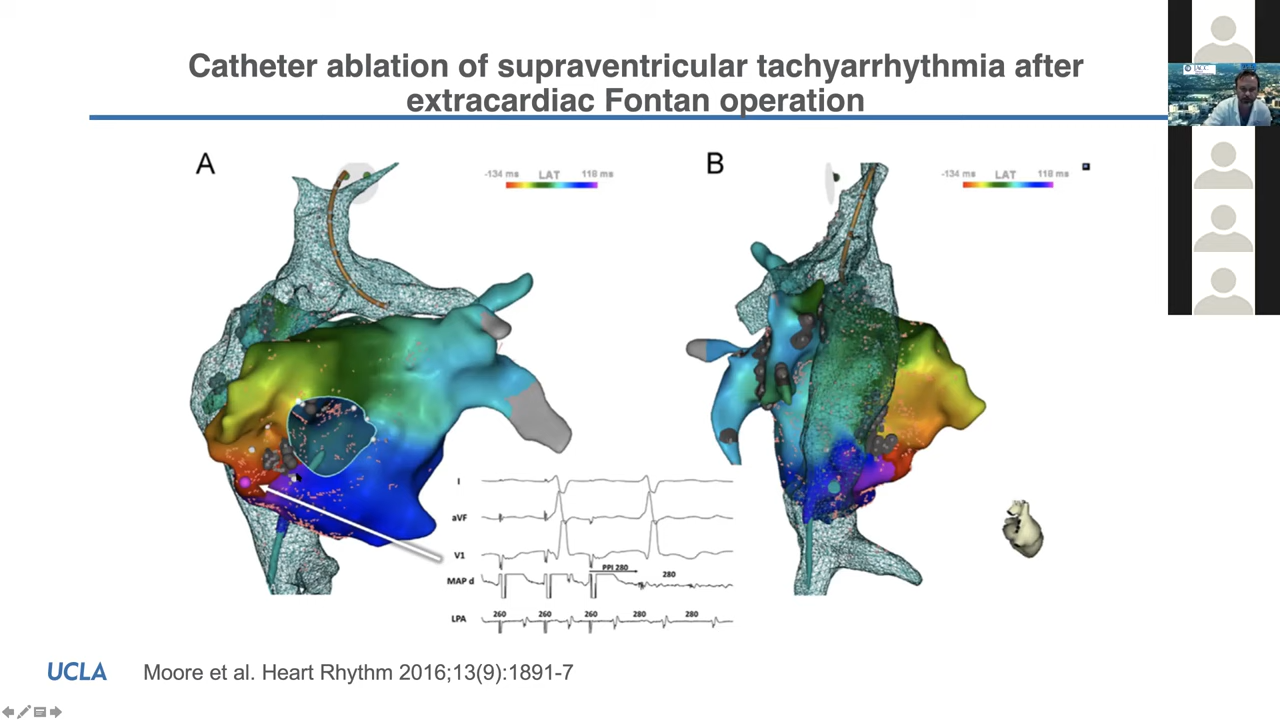 Catheter ablation of supraventricular tachyarrhythmia after
extracardiac Fontan operation
ACC
A
-134 ms LAT 118 ms
B
-134 ms LAT 118 ms
I
aVF
V1
PPI 280
MAP d
280
LPA
260 260 260 280 280
UCLA
Moore et al. Heart Rhythm 2016;13(9):1891-7